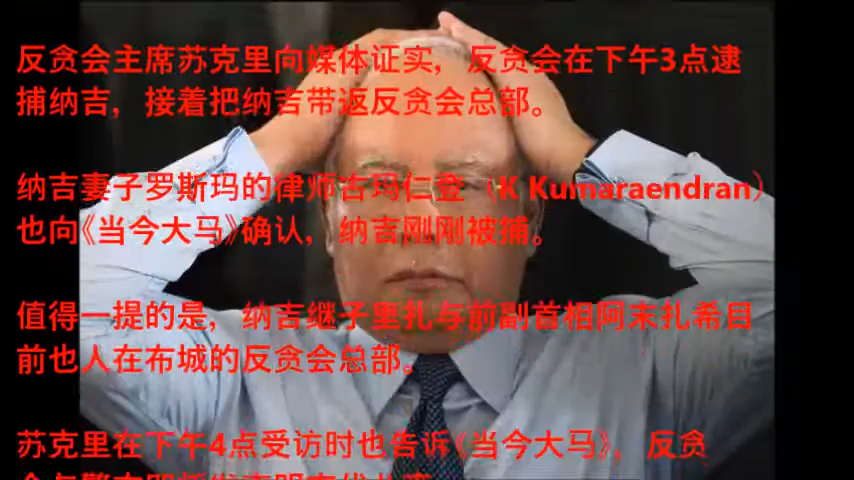 反贪会主席苏克里向媒体证实，反贪会在下午3点逮
捕纳吉，接着把纳吉带返反贪会总部。
纳吉妻子罗斯玛的律师古玛仁登（K Kumaraendran）
也向《当今大马》确认，纳吉刚刚被捕。
值得一提的是，纳吉继子里扎与前副首相阿末扎希目
前也人在布城的反贪会总部。
苏克里在下午4点受访时也告诉《当今大马》，反贪